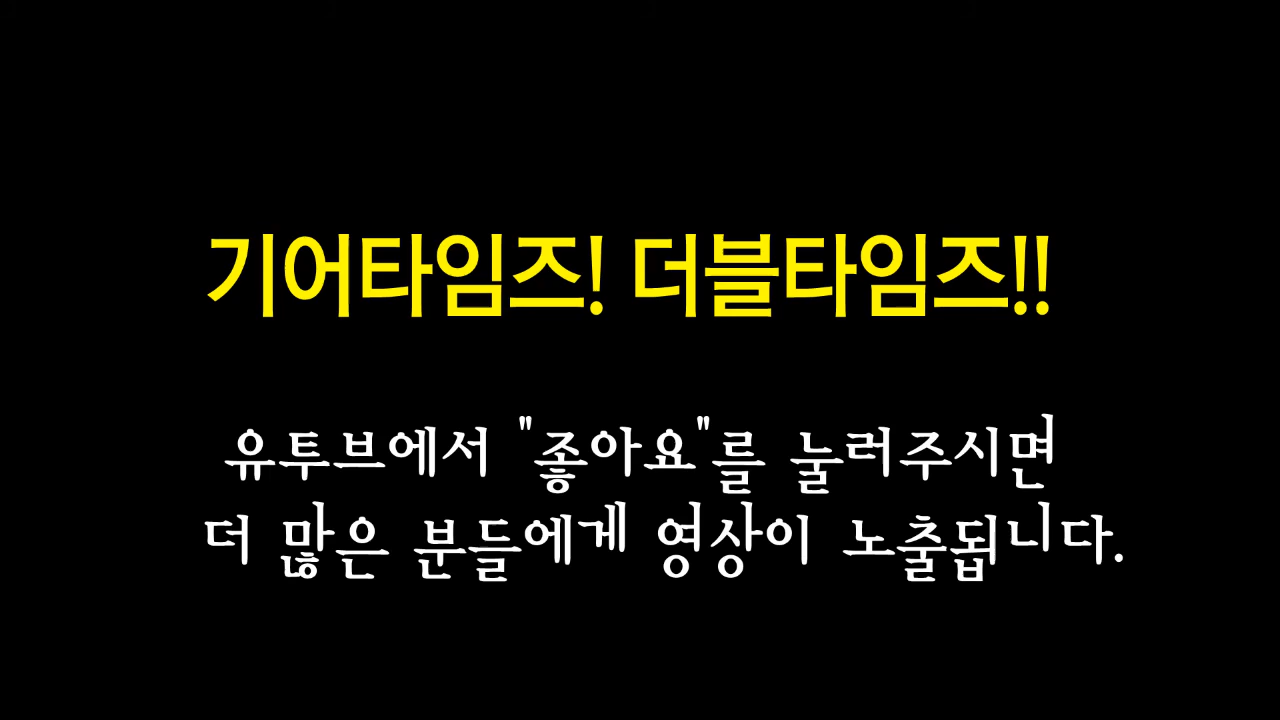 기어타임즈! 더블타임즈!!
유투브에서 "좋아요"를 눌러주시면
더 많은 분들에게 영상이 노출됩니다.